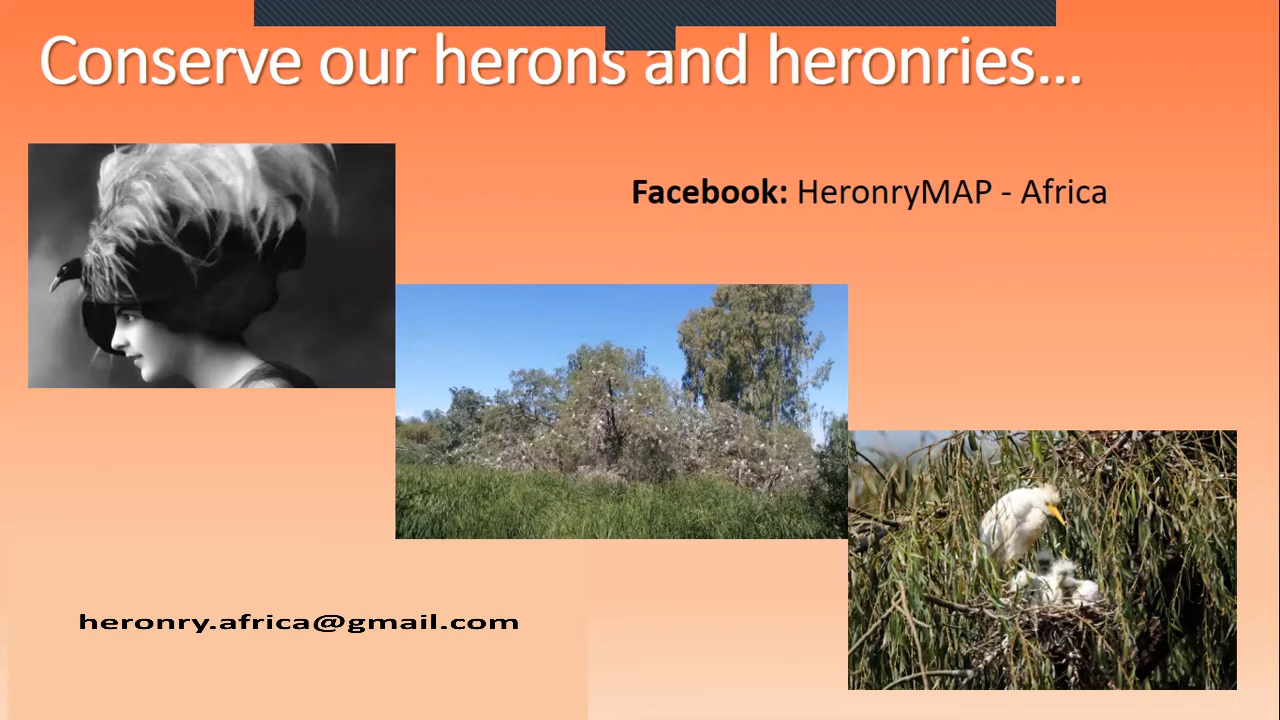 Conserve our herons and heronries...
Facebook: HeronryMAP - Africa
heronry.africa@gmail.com